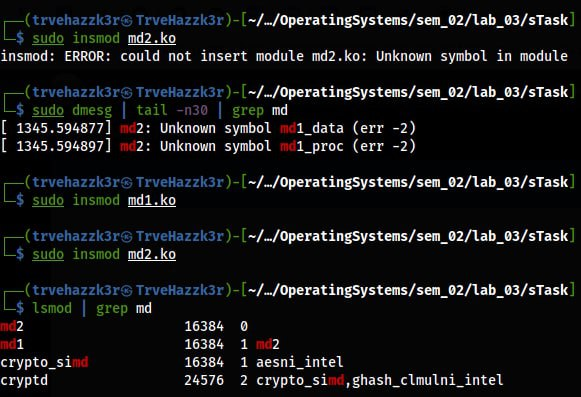 ┌──(trvehazzk3r㉿TrveHazzk3r)-[~/…/OperatingSystems/sem_02/lab_03/sTask]
└─$ sudo insmod md2.ko
insmod: ERROR: could not insert module md2.ko: Unknown symbol in module
┌──(trvehazzk3r㉿TrveHazzk3r)-[~/…/OperatingSystems/sem_02/lab_03/sTask]
└─$ sudo dmesg | tail -n30 | grep md
[ 1345.594877] md2: Unknown symbol md1_data (err -2)
[ 1345.594897] md2: Unknown symbol md1_proc (err -2)
┌──(trvehazzk3r㉿TrveHazzk3r)-[~/…/OperatingSystems/sem_02/lab_03/sTask]
└─$ sudo insmod md1.ko
┌──(trvehazzk3r㉿TrveHazzk3r)-[~/…/OperatingSystems/sem_02/lab_03/sTask]
└─$ sudo insmod md2.ko
┌──(trvehazzk3r㉿TrveHazzk3r)-[~/…/OperatingSystems/sem_02/lab_03/sTask]
└─$ lsmod | grep md
md2 16384 0
md1 16384 1 md2
crypto_simd 16384 1 aesni_intel
cryptd 24576 2 crypto_simd,ghash_clmulni_intel